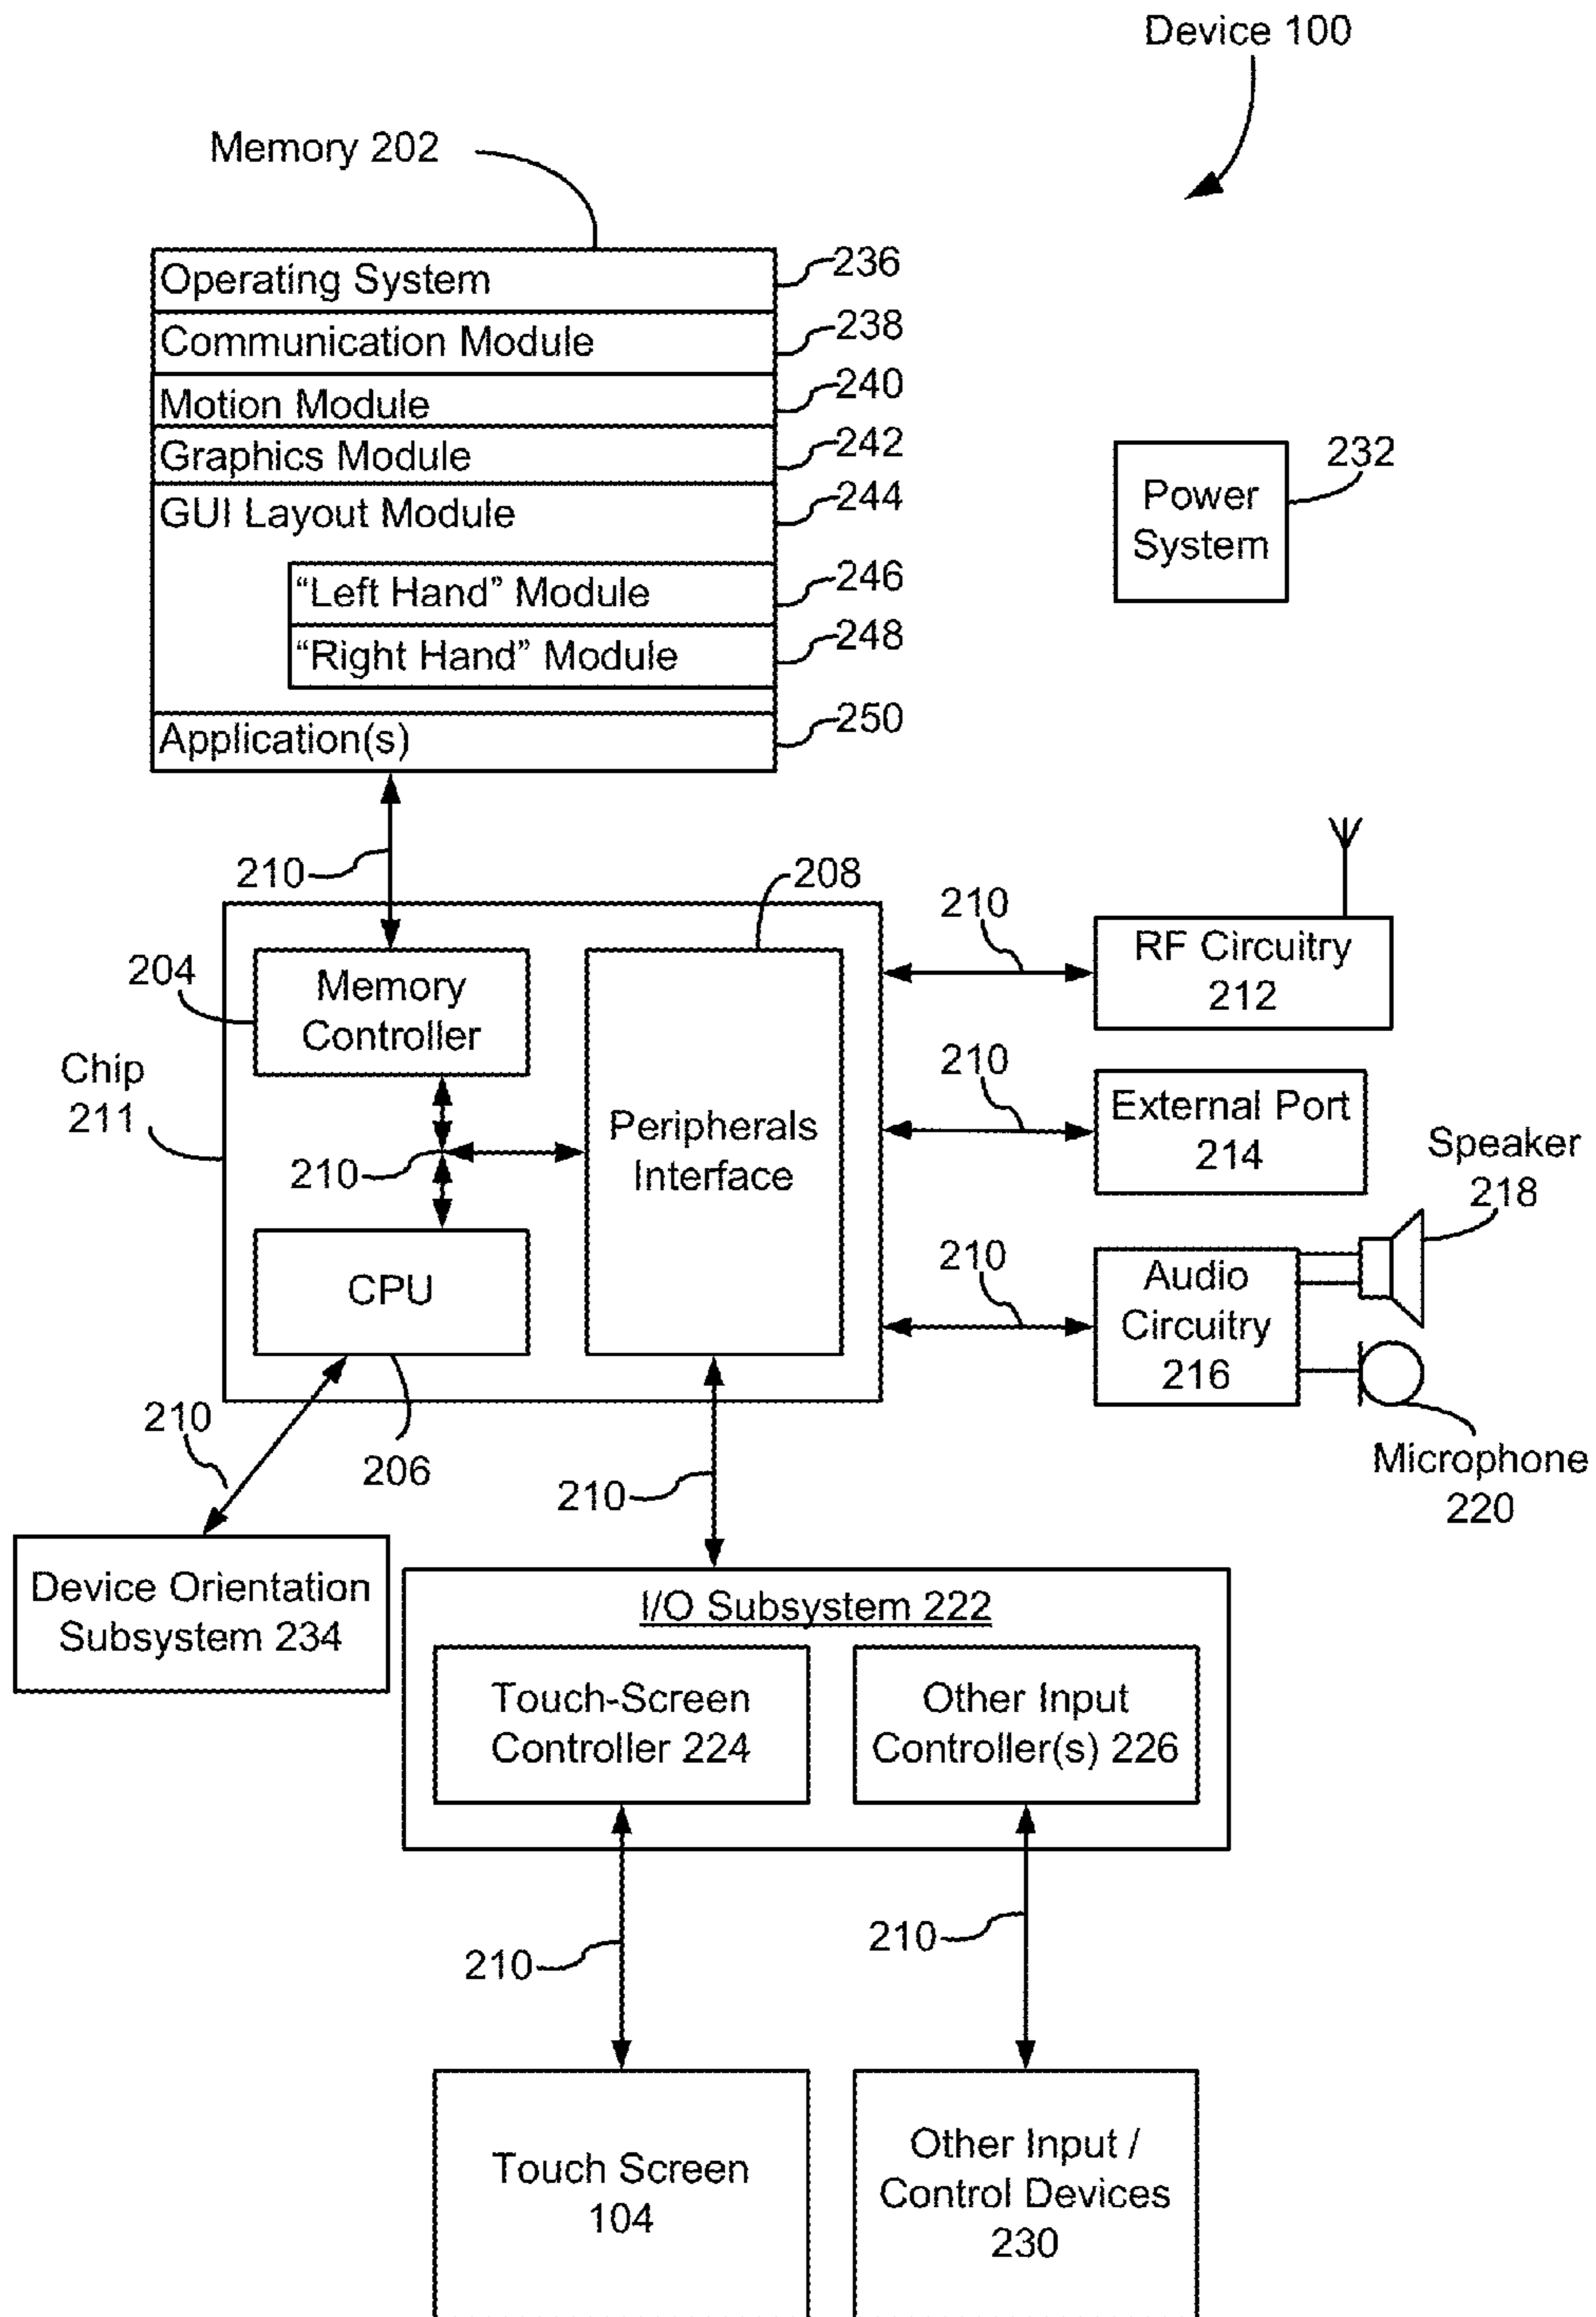 Device 100
Memory 202
Operating System
236
Communication Module
238
Motion Module
240
Graphics Module
242
GUI Layout Module
244
“Left Hand” Module
246
“Right Hand” Module
248
Application(s)
250
Power
System
232
210
208
204
Memory
Controller
Chip
211
210
Peripherals
Interface
CPU
206
210
RF Circuitry
212
210
External Port
214
Speaker
218
210
Audio
Circuitry
216
Microphone
220
210
Device Orientation
Subsystem 234
210
I/O Subsystem 222
Touch-Screen
Controller 224
Other Input
Controller(s) 226
210
210
Touch Screen
104
Other Input /
Control Devices
230